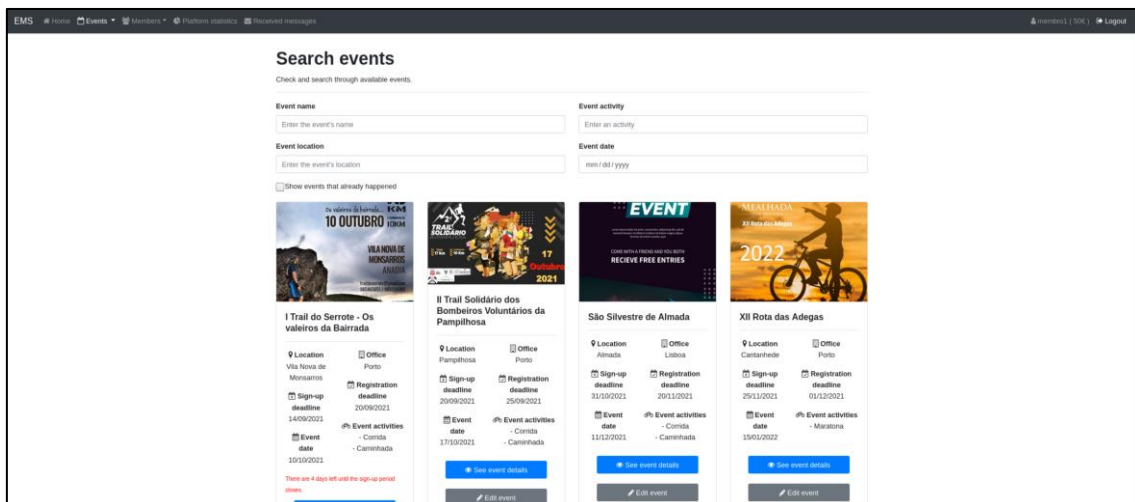 EMS Home Events Members Platform statistics Received messages membro1 ( 50€ ) Logout
Search events
Check and search through available events.
Event name
Enter the event's name
Event activity
Enter an activity
Event location
Enter the event's location
Event date
mm / dd / yyyy
Show events that already happened
Os valeiros da bairrada...
KM
10 OUTUBRO 10KM
VILA NOVA DE
MONSARROS
ANADIA
I Trail do Serrote - Os
valeiros da Bairrada
Location
Vila Nova de
Monsarros
Office
Porto
Sign-up
deadline
14/09/2021
Registration
deadline
20/09/2021
Event
date
10/10/2021
Event activities
- Corrida
- Caminhada
There are 4 days left until the sign-up period
closes.
TRAIL
SOLIDÁRIO
17
Outubro
2021
II Trail Solidário dos
Bombeiros Voluntários da
Pampilhosa
Location
Pampilhosa
Office
Porto
Sign-up
deadline
20/09/2021
Registration
deadline
25/09/2021
Event
date
17/10/2021
Event activities
- Corrida
- Caminhada
See event details
Edit event
EVENT
COME WITH A FRIEND AND YOU BOTH
RECIEVE FREE ENTRIES
São Silvestre de Almada
Location
Almada
Office
Lisboa
Sign-up
deadline
31/10/2021
Registration
deadline
20/11/2021
Event
date
11/12/2021
Event activities
- Corrida
- Caminhada
See event details
Edit event
MEALHADA
XII Rota das Adegas
2022
XII Rota das Adegas
Location
Cantanhede
Office
Porto
Sign-up
deadline
25/11/2021
Registration
deadline
01/12/2021
Event
date
15/01/2022
Event activities
- Maratona
See event details
Edit event